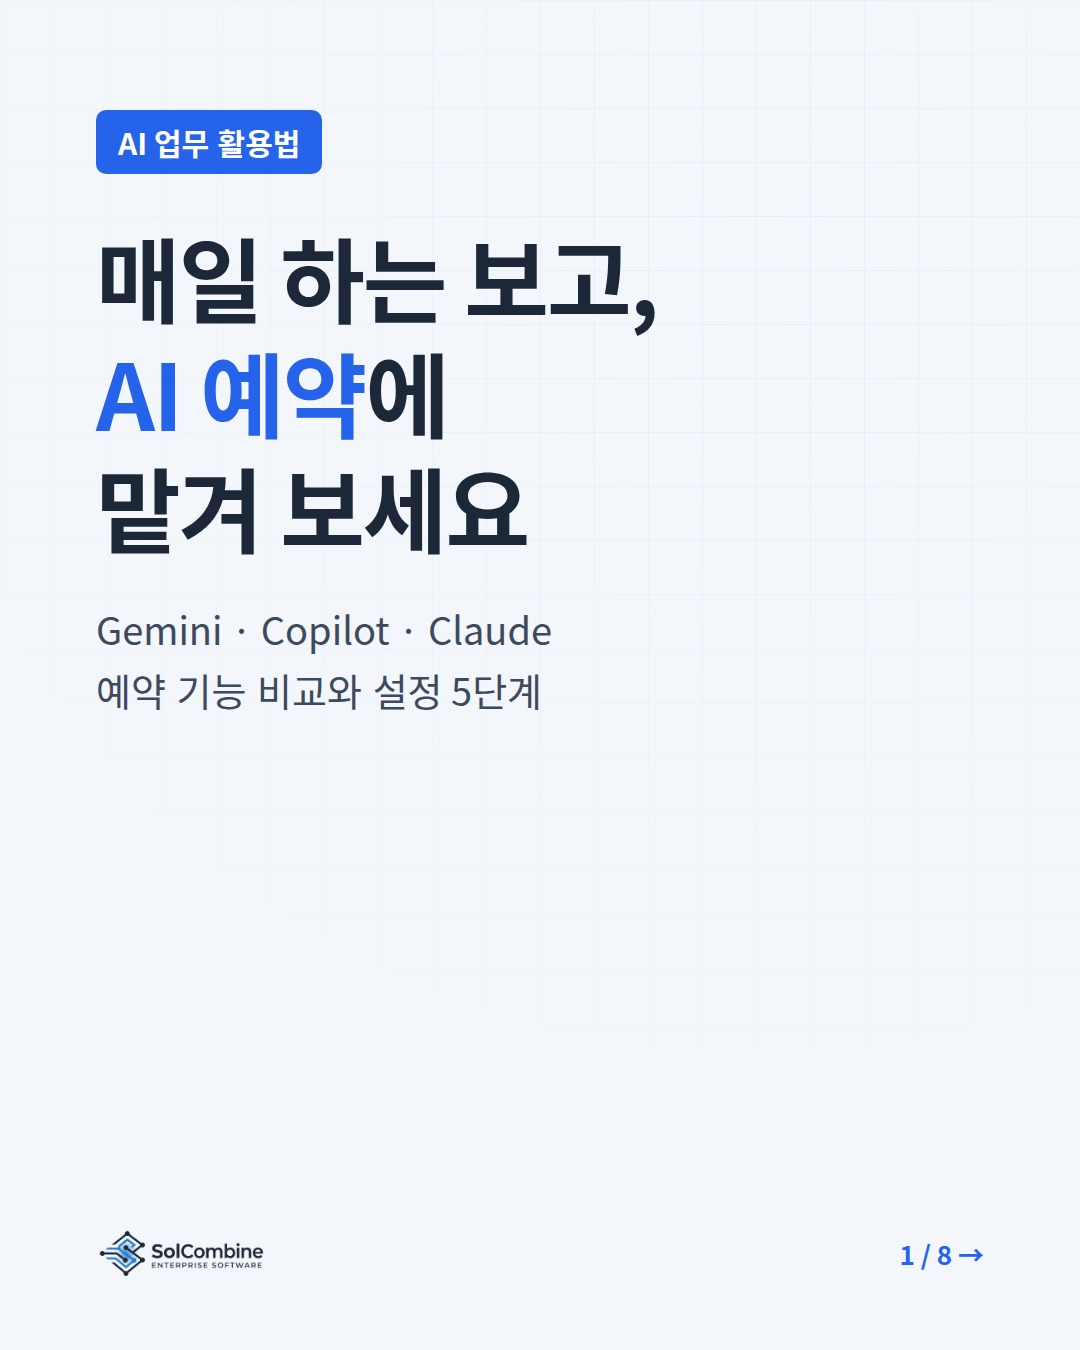 AI 업무 활용법
매일 하는 보고,
AI 예약에
맡겨 보세요
Gemini · Copilot · Claude
예약 기능 비교와 설정 5단계
SolCombine
ENTERPRISE SOFTWARE
1 / 8 →